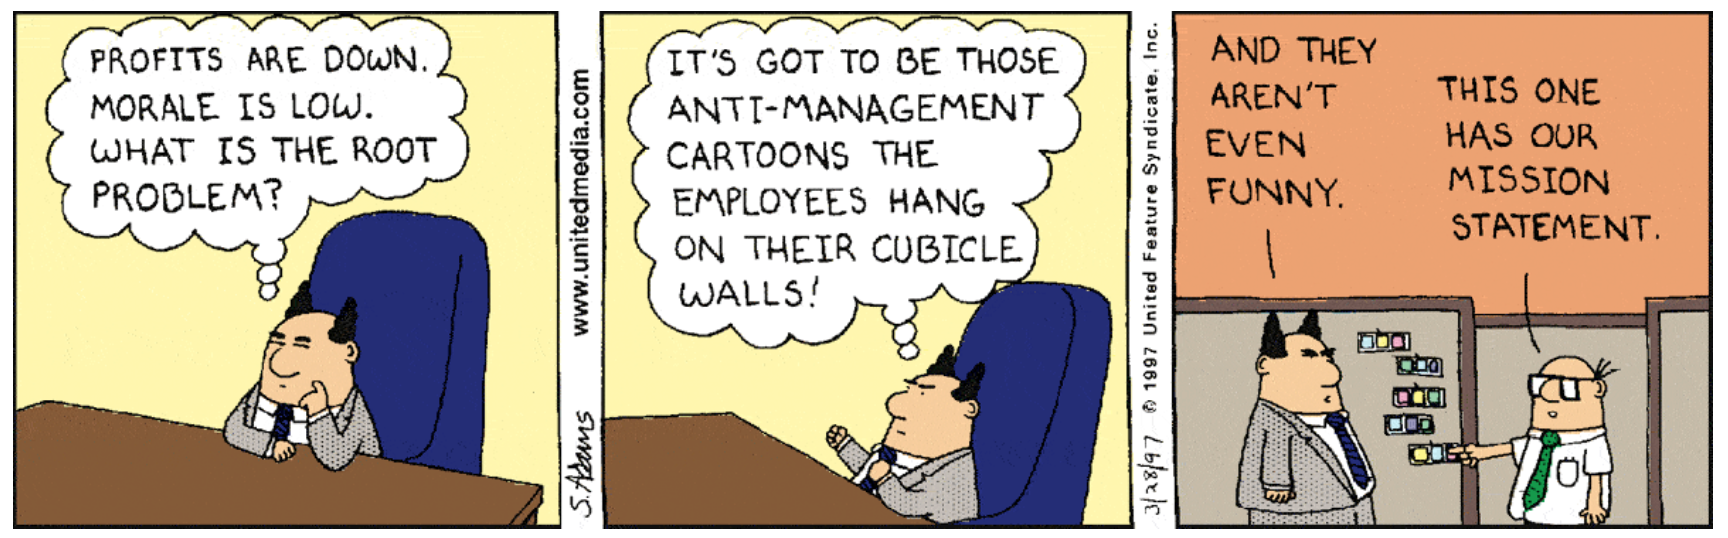 PROFITS ARE DOWN.
MORALE IS LOW.
WHAT IS THE ROOT
PROBLEM?
S.Adams
www.unitedmedia.com
IT'S GOT TO BE THOSE
ANTI-MANAGEMENT
CARTOONS THE
EMPLOYEES HANG
ON THEIR CUBICLE
WALLS!
3/28/97 © 1997 United Feature Syndicate, Inc.
AND THEY
AREN'T
EVEN
FUNNY.
THIS ONE
HAS OUR
MISSION
STATEMENT.